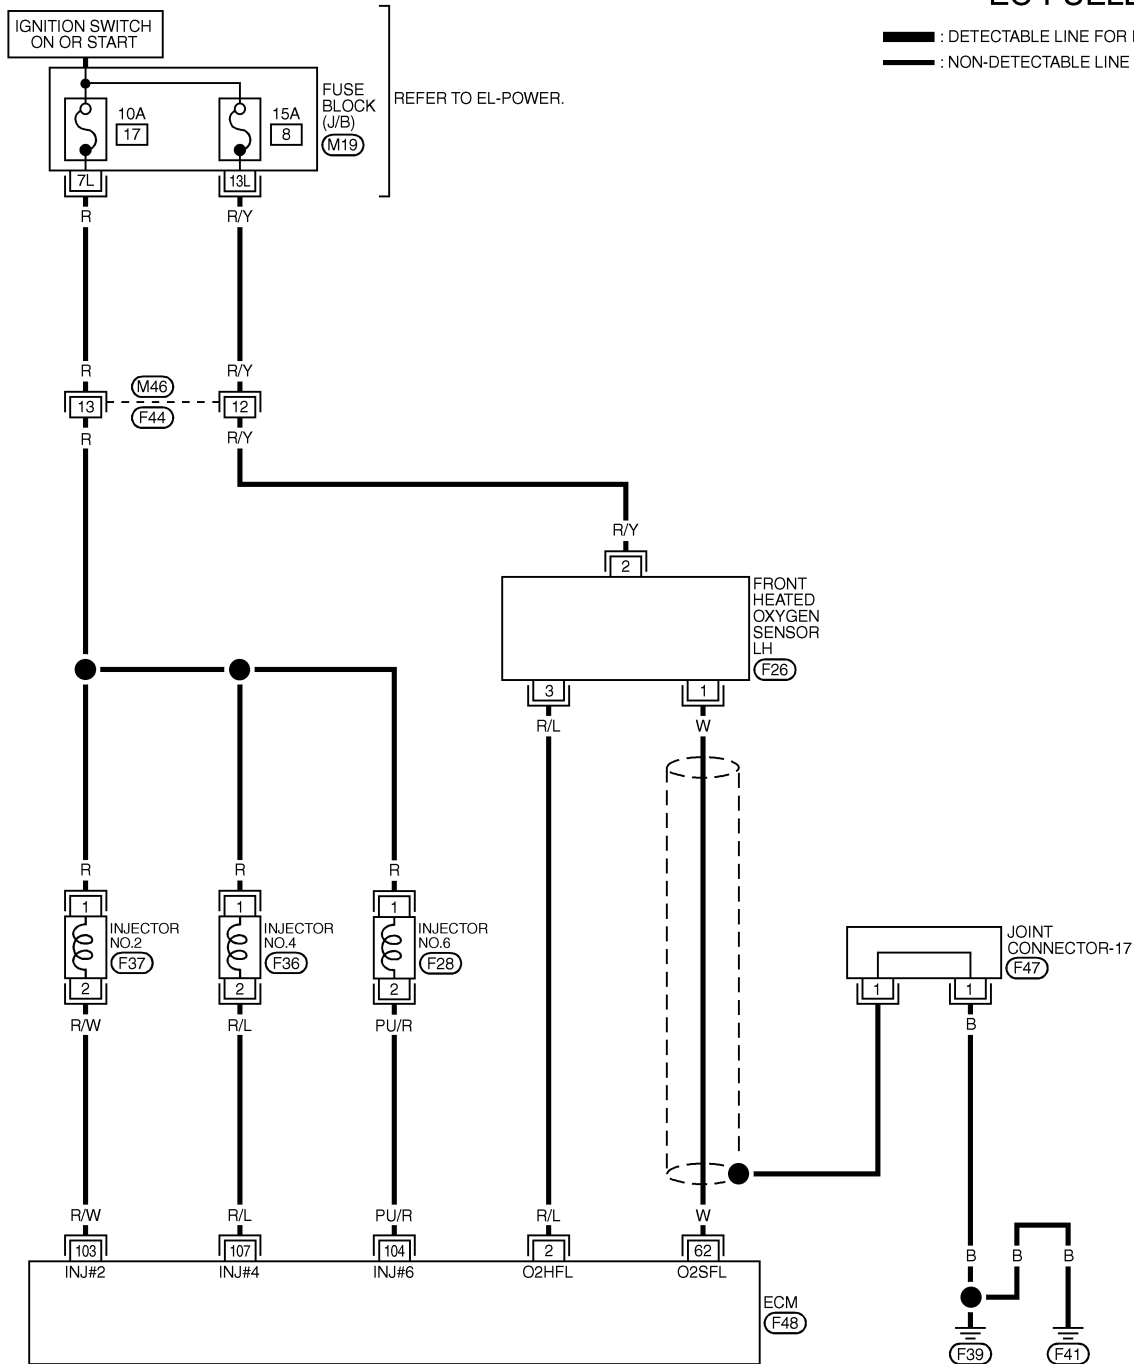 IGNITION SWITCH
ON OR START
: DETECTABLE LINE FOR
: NON-DETECTABLE LINE
FUSE
BLOCK
(J/B)
M19
REFER TO EL-POWER.
10A
17
15A
8
7L
13L
R
R/Y
R
R/Y
M46
13
12
F44
R
R/Y
R/Y
2
FRONT
HEATED
OXYGEN
SENSOR
LH
F26
3
1
R/L
W
R
R
R
1
1
1
INJECTOR
NO.2
F37
INJECTOR
NO.4
F36
INJECTOR
NO.6
F28
2
2
2
R/W
R/L
PU/R
JOINT
CONNECTOR-17
F47
1
1
B
R/W
R/L
PU/R
R/L
W
103
107
104
2
62
INJ#2
INJ#4
INJ#6
O2HFL
O2SFL
ECM
F48
B
B
B
F39
F41